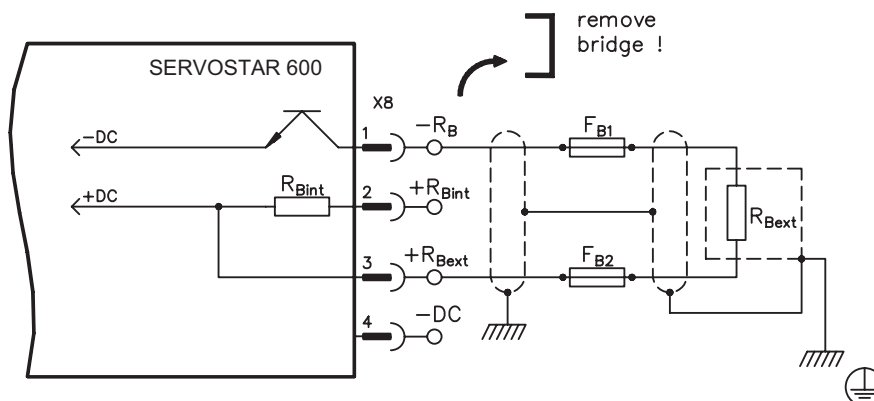 remove
bridge !
SERVOSTAR 600
X8
−DC
1
−RB
FB1
+DC
RBint
2
+RBint
RBext
3
+RBext
FB2
4
−DC